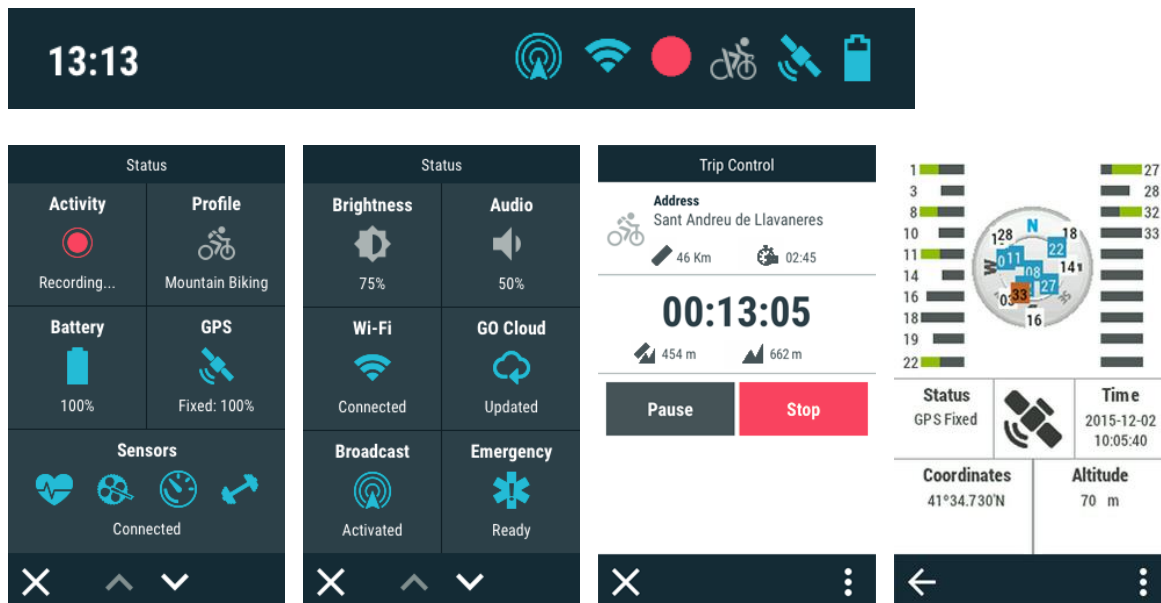 13:13
Status
Activity Profile
Recording... Mountain Biking
Battery GPS
100% Fixed: 100%
Sensors
Connected
Status
Brightness Audio
75% 50%
Wi-Fi GO Cloud
Connected Updated
Broadcast Emergency
Activated Ready
Trip Control
Address
Sant Andreu de Llavaneres
46 Km 02:45
00:13:05
454 m 662 m
Pause Stop
1 27
3 28
8 32
10 33
11
14
16
18
19
22
N
28 18
11 22
08 14
33 27
16
Status Time
GPS Fixed 2015-12-02
10:05:40
Coordinates Altitude
41º34.730'N 70 m